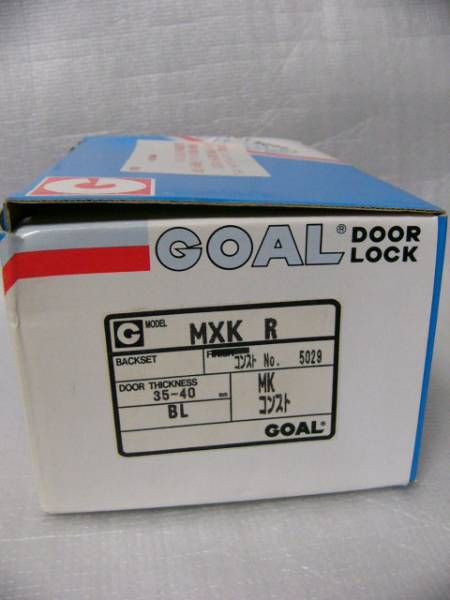 GOAL® DOOR LOCK
G MODEL MXK R
BACKSET
コンスト No. 5029
DOOR THICKNESS
35~40 mm
MK
コンスト
BL
GOAL®